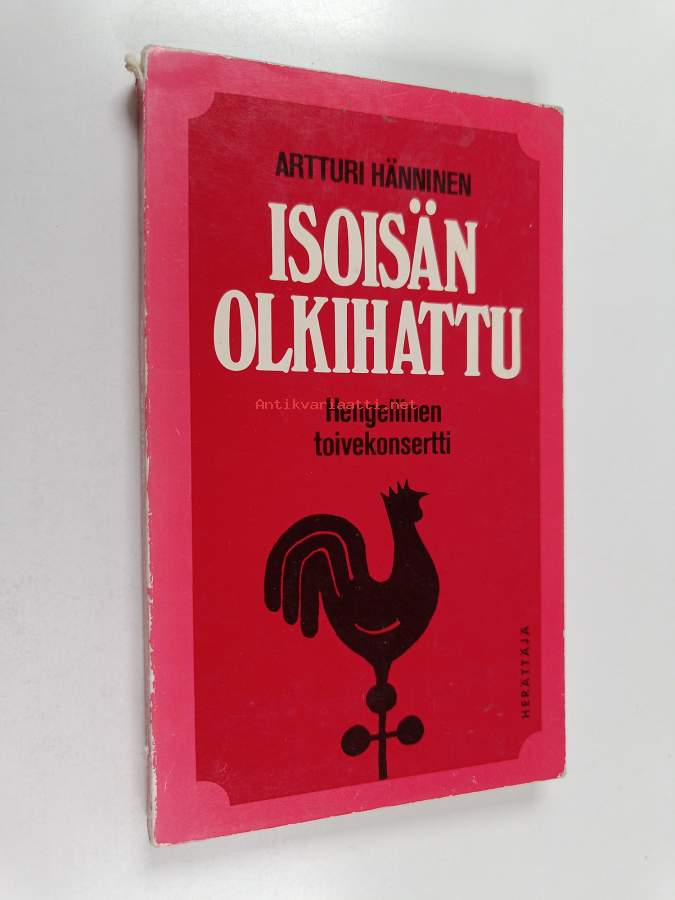 ARTTURI HÄNNINEN
ISOISÄN
OLKIHATTU
Antikvariaatti.net
Hengellinen
toivekonsertti
HERÄTTÄJÄ